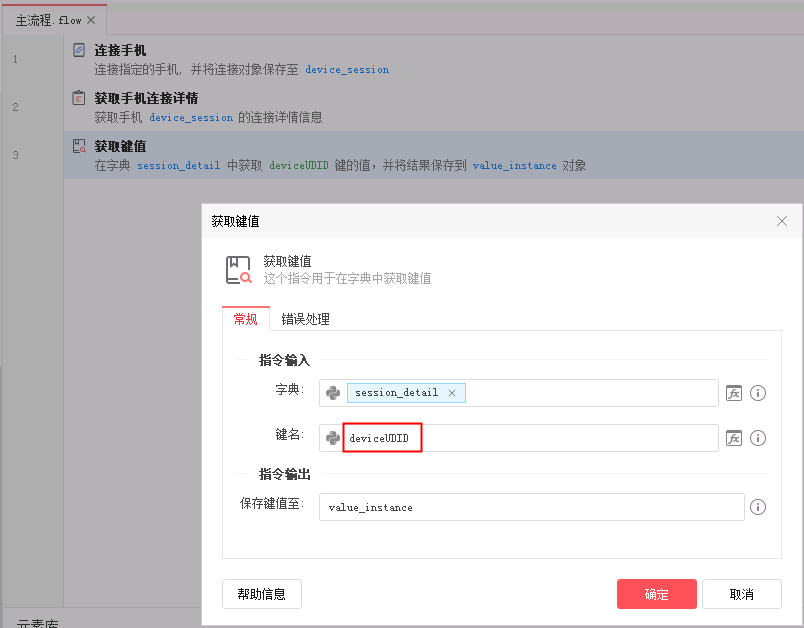 主流程.flow
1
连接手机
连接指定的手机, 并将连接对象保存至 device_session
2
获取手机连接详情
获取手机 device_session 的连接详情信息
3
获取键值
在字典 session_detail 中获取 deviceUDID 键的值，并将结果保存到 value_instance 对象
获取键值
获取键值
这个指令用于在字典中获取键值
常规 错误处理
指令输入
字典: session_detail
键名: deviceUDID
指令输出
保存键值至: value_instance
帮助信息 确定 取消
元素库